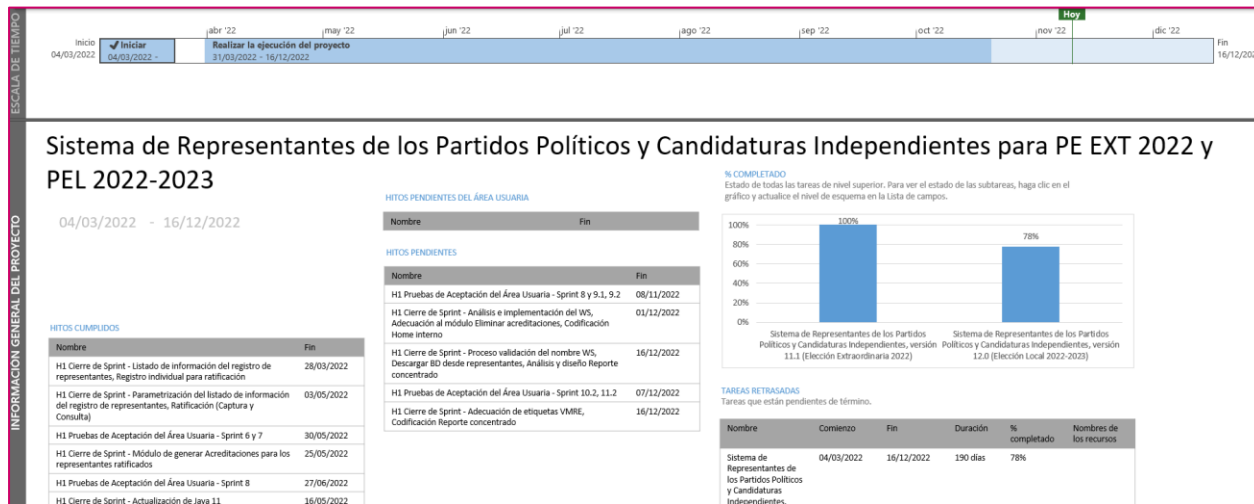 ESCALA DE TIEMPO
Hoy
abr '22
may '22
jun '22
jul '22
ago '22
sep '22
oct '22
nov '22
dic '22
Inicio
04/03/2022
Iniciar
04/03/2022 -
Realizar la ejecución del proyecto
31/03/2022 - 16/12/2022
Fin
INFORMACIÓN GENERAL DEL PROYECTO
Sistema de Representantes de los Partidos Políticos y Candidaturas Independientes para PE EXT 2022 y
PEL 2022-2023
04/03/2022 - 16/12/2022
HITOS CUMPLIDOS
Nombre Fin
H1 Cierre de Sprint - Listado de información del registro de 28/03/2022
representantes, Registro individual para ratificación
H1 Cierre de Sprint - Parametrización del listado de información 03/05/2022
del registro de representantes, Ratificación (Captura y
Consulta)
H1 Pruebas de Aceptación del Área Usuaria - Sprint 6 y 7 30/05/2022
H1 Cierre de Sprint - Módulo de generar Acreditaciones para los 25/05/2022
representantes ratificados
H1 Pruebas de Aceptación del Área Usuaria - Sprint 8 27/06/2022
H1 Cierre de Sprint - Actualización de Java 11 16/05/2022
HITOS PENDIENTES DEL ÁREA USUARIA
Nombre Fin
HITOS PENDIENTES
Nombre Fin
H1 Pruebas de Aceptación del Área Usuaria - Sprint 8 y 9.1, 9.2 08/11/2022
H1 Cierre de Sprint - Análisis e implementación del WS, 01/12/2022
Adecuación al módulo Eliminar acreditaciones, Codificación
Home interno
H1 Cierre de Sprint - Proceso validación del nombre WS, 16/12/2022
Descargar BD desde representantes, Análisis y diseño Reporte
concentrado
H1 Pruebas de Aceptación del Área Usuaria - Sprint 10.2, 11.2 07/12/2022
H1 Cierre de Sprint - Adecuación de etiquetas VMRE, 16/12/2022
Codificación Reporte concentrado
% COMPLETADO
Estado de todas las tareas de nivel superior. Para ver el estado de las subtareas, haga clic en el
gráfico y actualice el nivel de esquema en la Lista de campos.
100%
80%
60%
40%
20%
0%
100%
78%
Sistema de Representantes de los Partidos
Políticos y Candidaturas Independientes, versión
11.1 (Elección Extraordinaria 2022)
Sistema de Representantes de los Partidos
Políticos y Candidaturas Independientes, versión
12.0 (Elección Local 2022-2023)
TAREAS RETRASADAS
Tareas que están pendientes de término.
Nombre Comienzo Fin Duración % completado Nombres de los recursos
Sistema de 04/03/2022 16/12/2022 190 días 78%
Representantes de
los Partidos Políticos
y Candidaturas
Independientes,